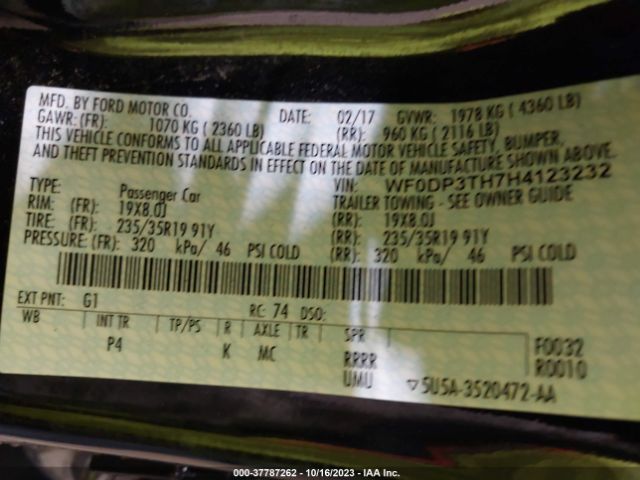 MFD. BY FORD MOTOR CO. DATE: 02/17 GVWR: 1978 KG ( 4360 LB)
GAWR: (FR): 1070 KG ( 2360 LB) (RR): 960 KG ( 2116 LB)
THIS VEHICLE CONFORMS TO ALL APPLICABLE FEDERAL MOTOR VEHICLE SAFETY, BUMPER,
AND THEFT PREVENTION STANDARDS IN EFFECT ON THE DATE OF MANUFACTURE SHOWN ABOVE.
VIN: WF0DP3TH7H4123232
TYPE: Passenger Car TRAILER TOWING - SEE OWNER GUIDE
RIM: (FR): 19X8.0J (RR): 19X8.0J
TIRE: (FR): 235/35R19 91Y (RR): 235/35R19 91Y
PRESSURE: (FR): 320 kPa/ 46 PSI COLD (RR): 320 kPa/ 46 PSI COLD
EXT PNT: G1 RC: 74 DSO:
WB INT TR TP/PS R AXLE TR SPR F0032
P4 K MC RRRR R0010
UMU ▽5U5A-3520472-AA
000-37787262 - 10/16/2023 - IAA Inc.